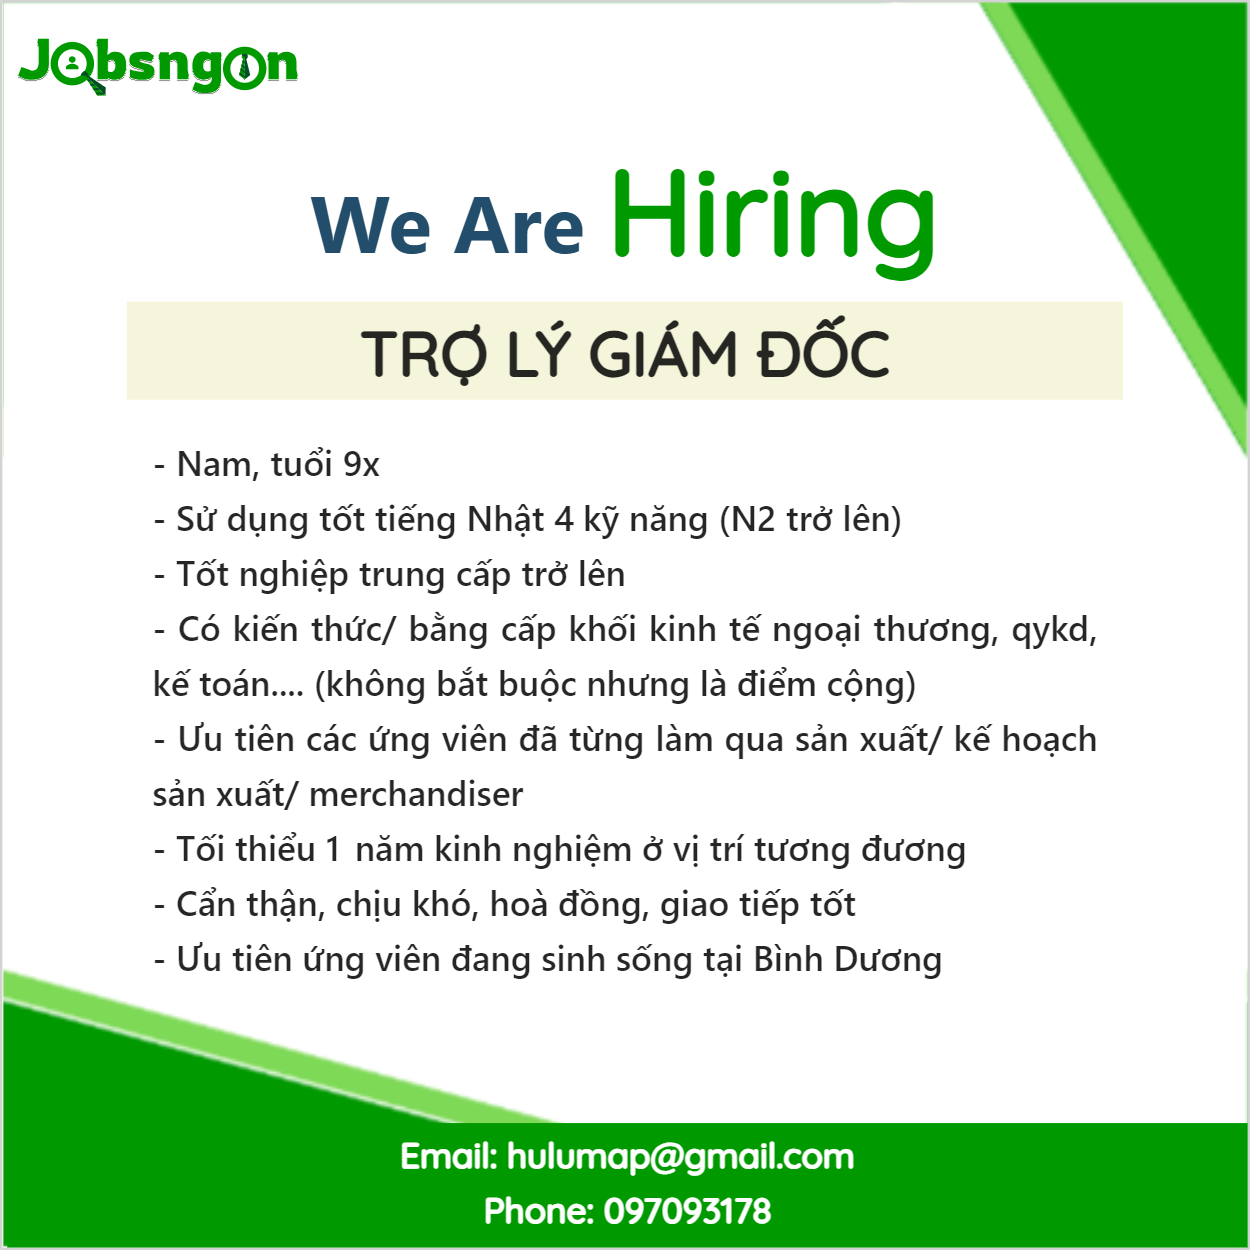 Jobsngon
We Are Hiring
TRỢ LÝ GIÁM ĐỐC
- Nam, tuổi 9x
- Sử dụng tốt tiếng Nhật 4 kỹ năng (N2 trở lên)
- Tốt nghiệp trung cấp trở lên
- Có kiến thức/ bằng cấp khối kinh tế ngoại thương, qykd,
kế toán.... (không bắt buộc nhưng là điểm cộng)
- Ưu tiên các ứng viên đã từng làm qua sản xuất/ kế hoạch
sản xuất/ merchandiser
- Tối thiểu 1 năm kinh nghiệm ở vị trí tương đương
- Cẩn thận, chịu khó, hoà đồng, giao tiếp tốt
- Ưu tiên ứng viên đang sinh sống tại Bình Dương
Email: hulumap@gmail.com
Phone: 097093178